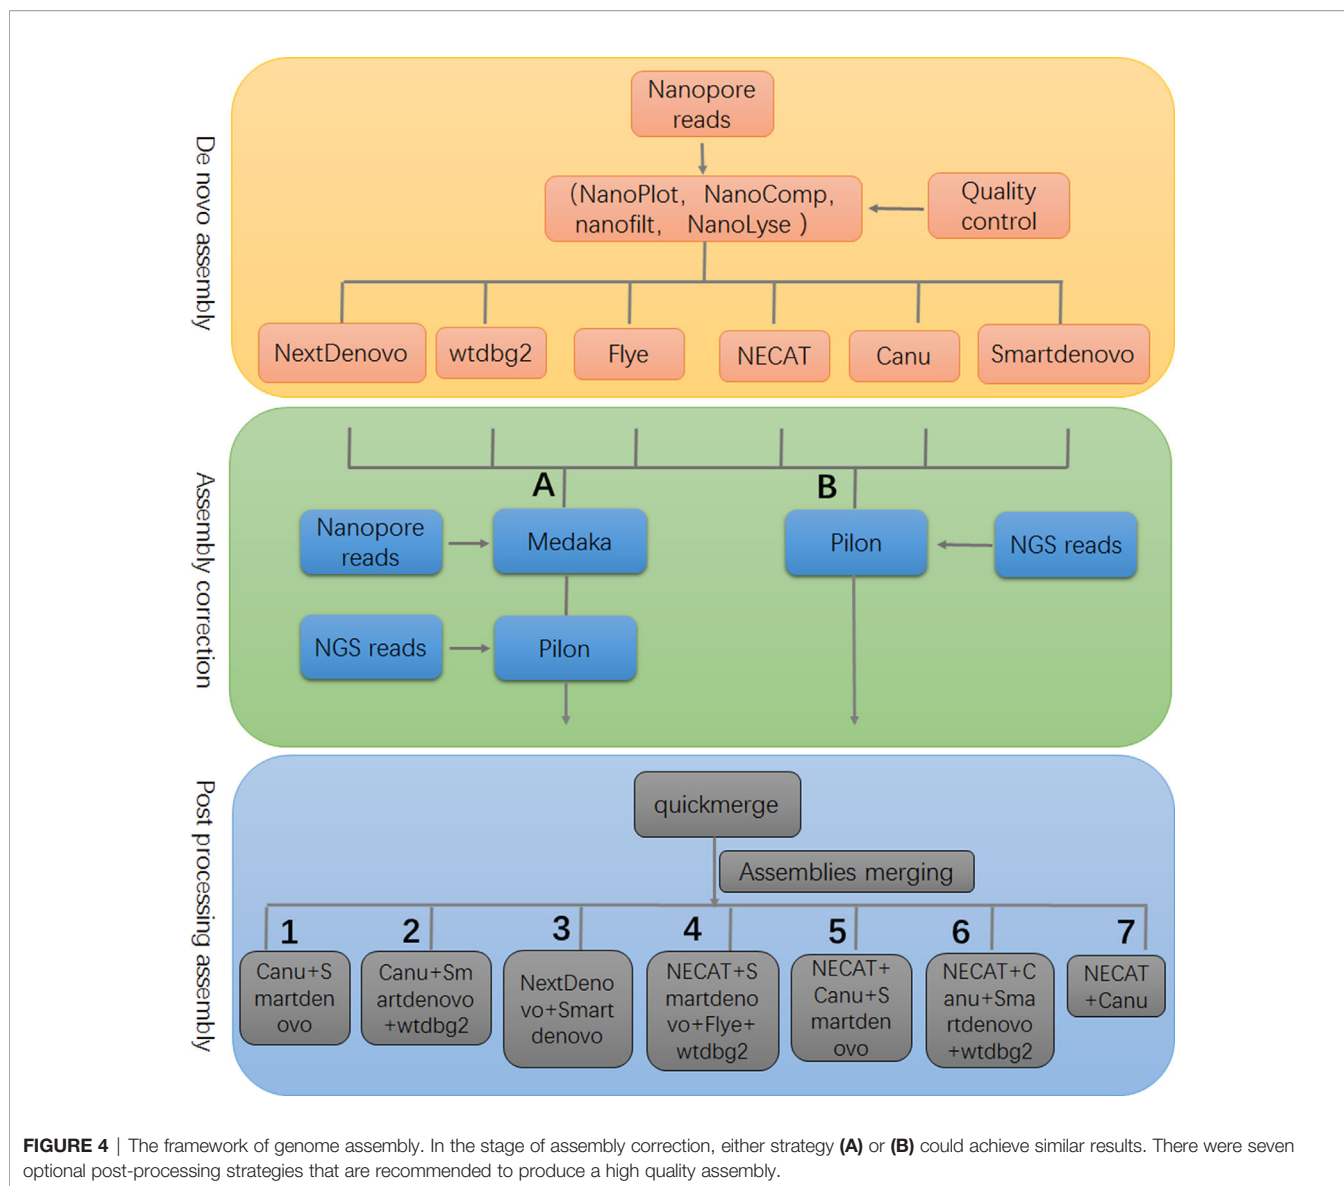 De novo assembly
Nanopore
reads
(NanoPlot, NanoComp,
nanofilt, NanoLyse )
Quality
control
NextDenovo
wtdbg2
Flye
NECAT
Canu
Smartdenovo
Assembly correction
A
B
Nanopore
reads
Medaka
Pilon
NGS reads
NGS reads
Pilon
Post processing assembly
quickmerge
Assemblies merging
1
2
3
4
5
6
7
Canu+S
martden
ovo
Canu+Sm
artdenovo
+wtdbg2
NextDeno
vo+Smart
denovo
NECAT+S
martdeno
vo+Flye+
wtdbg2
NECAT+
Canu+S
martden
ovo
NECAT+C
anu+Sma
rtdenovo
+wtdbg2
NECAT
+Canu
FIGURE 4 | The framework of genome assembly. In the stage of assembly correction, either strategy (A) or (B) could achieve similar results. There were seven
optional post-processing strategies that are recommended to produce a high quality assembly.